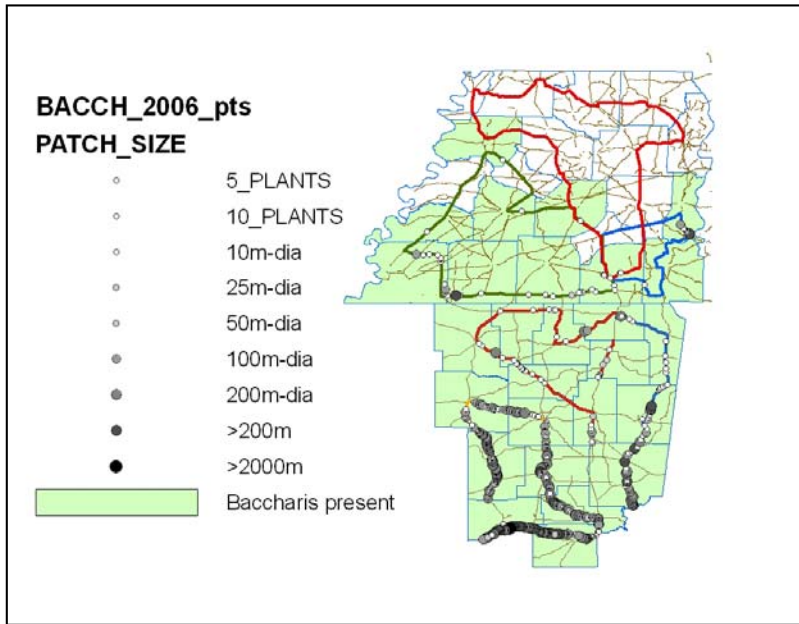 BACCH_2006_pts
PATCH_SIZE
5_PLANTS
10_PLANTS
10m-dia
25m-dia
50m-dia
100m-dia
200m-dia
>200m
>2000m
Baccharis present